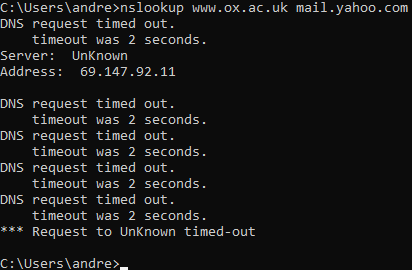 C:\Users\andre>nslookup www.ox.ac.uk mail.yahoo.com
DNS request timed out.
    timeout was 2 seconds.
Server:  UnKnown
Address:  69.147.92.11

DNS request timed out.
    timeout was 2 seconds.
DNS request timed out.
    timeout was 2 seconds.
DNS request timed out.
    timeout was 2 seconds.
DNS request timed out.
    timeout was 2 seconds.
*** Request to UnKnown timed-out

C:\Users\andre>